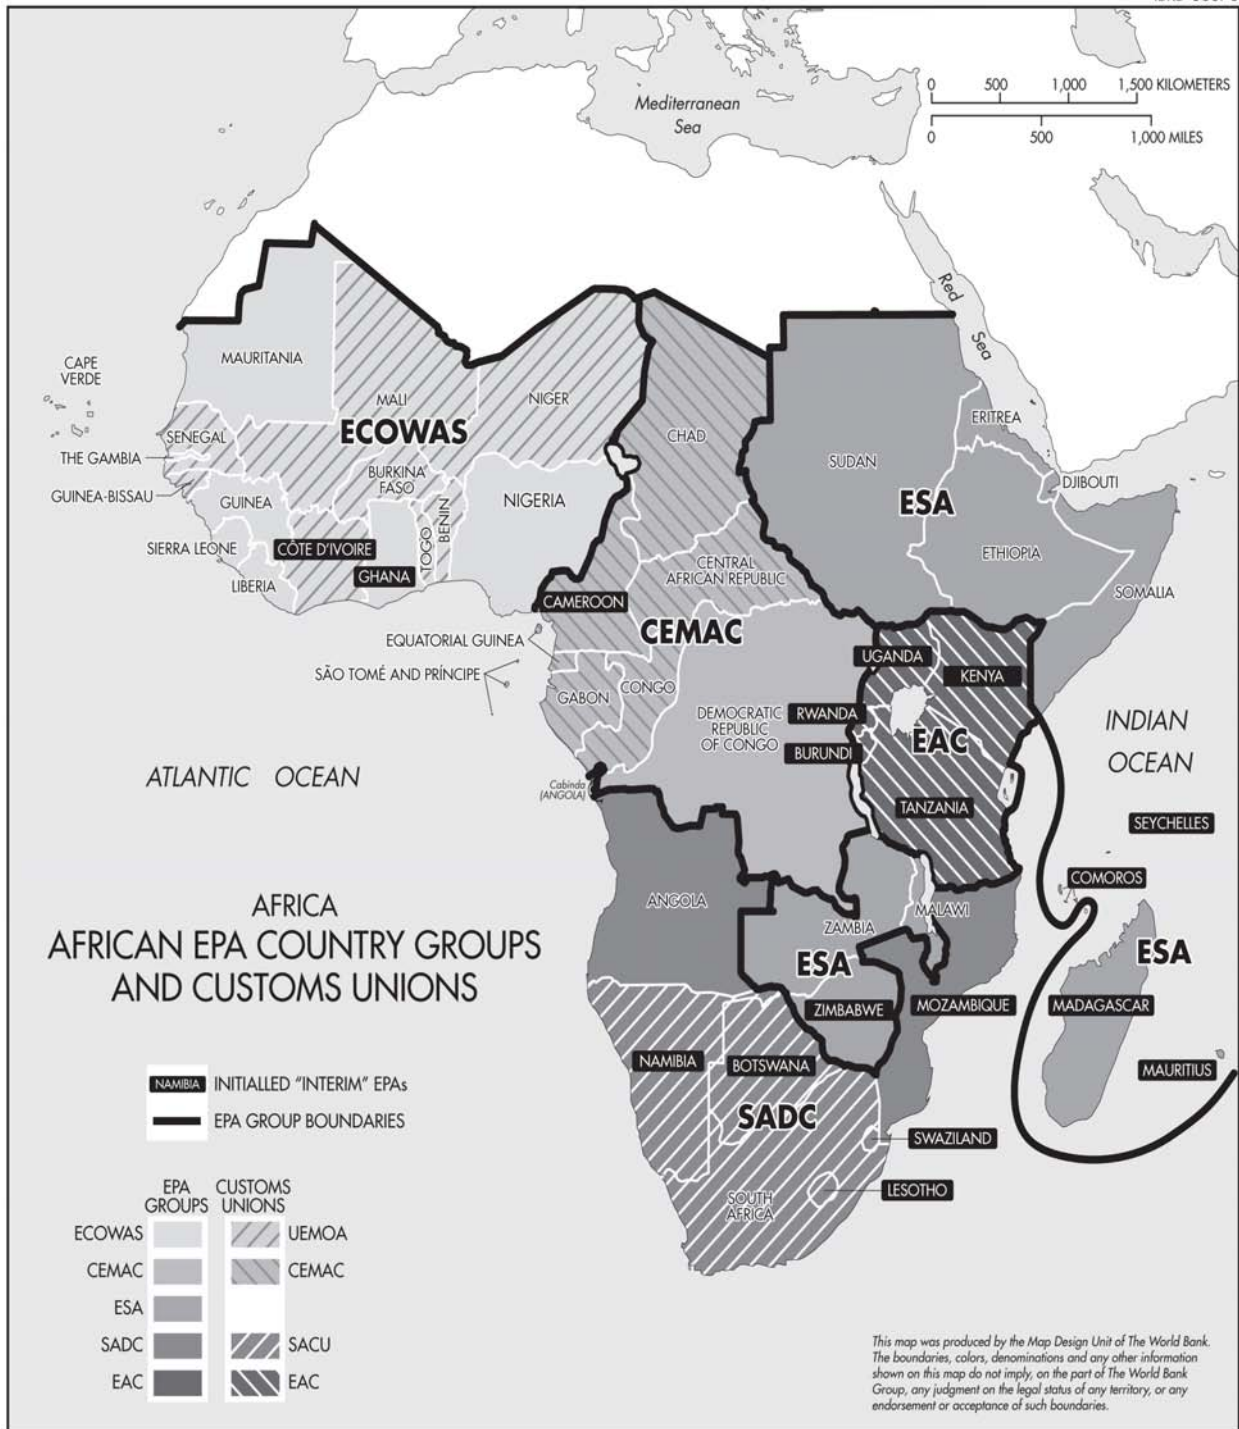 0 500 1,000 1,500 KILOMETERS
0 500 1,000 MILES
Mediterranean
Sea
Red
Sea
CAPE
VERDE
MAURITANIA
MALI
NIGER
ECOWAS
CHAD
SUDAN
ERITREA
SENEGAL
THE GAMBIA
GUINEA-BISSAU
BURKINA
FASO
GUINEA
NIGERIA
BENIN
TOGO
DJIBOUTI
ESA
SIERRA LEONE
CÔTE D'IVOIRE
GHANA
LIBERIA
ETHIOPIA
CENTRAL
AFRICAN REPUBLIC
SOMALIA
CAMEROON
CEMAC
EQUATORIAL GUINEA
SÃO TOMÉ AND PRÍNCIPE
UGANDA
KENYA
GABON
CONGO
DEMOCRATIC
REPUBLIC
OF CONGO
RWANDA
BURUNDI
EAC
INDIAN
OCEAN
ATLANTIC OCEAN
Cabinda
(ANGOLA)
TANZANIA
SEYCHELLES
COMOROS
ANGOLA
MALAWI
ZAMBIA
ESA
ESA
AFRICA
AFRICAN EPA COUNTRY GROUPS
AND CUSTOMS UNIONS
ZIMBABWE
MOZAMBIQUE
MADAGASCAR
NAMIBIA
BOTSWANA
MAURITIUS
SADC
SWAZILAND
LESOTHO
SOUTH
AFRICA
NAMIBIA INITIALLED "INTERIM" EPAs
EPA GROUP BOUNDARIES
EPA
GROUPS
CUSTOMS
UNIONS
ECOWAS UEMOA
CEMAC CEMAC
ESA
SADC SACU
EAC EAC
This map was produced by the Map Design Unit of The World Bank.
The boundaries, colors, denominations and any other information
shown on this map do not imply, on the part of The World Bank
Group, any judgment on the legal status of any territory, or any
endorsement or acceptance of such boundaries.